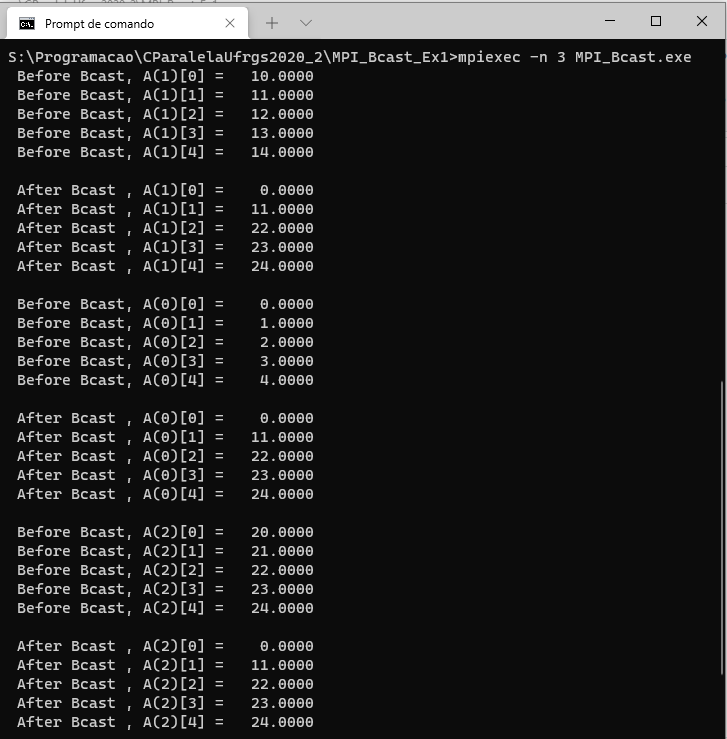 Prompt de comando
S:\Programacao\CParalelaUfrgs2020_2\MPI_Bcast_Ex1>mpiexec -n 3 MPI_Bcast.exe
Before Bcast, A(1)[0] =   10.0000
Before Bcast, A(1)[1] =   11.0000
Before Bcast, A(1)[2] =   12.0000
Before Bcast, A(1)[3] =   13.0000
Before Bcast, A(1)[4] =   14.0000
After Bcast , A(1)[0] =    0.0000
After Bcast , A(1)[1] =   11.0000
After Bcast , A(1)[2] =   22.0000
After Bcast , A(1)[3] =   23.0000
After Bcast , A(1)[4] =   24.0000
Before Bcast, A(0)[0] =    0.0000
Before Bcast, A(0)[1] =    1.0000
Before Bcast, A(0)[2] =    2.0000
Before Bcast, A(0)[3] =    3.0000
Before Bcast, A(0)[4] =    4.0000
After Bcast , A(0)[0] =    0.0000
After Bcast , A(0)[1] =   11.0000
After Bcast , A(0)[2] =   22.0000
After Bcast , A(0)[3] =   23.0000
After Bcast , A(0)[4] =   24.0000
Before Bcast, A(2)[0] =   20.0000
Before Bcast, A(2)[1] =   21.0000
Before Bcast, A(2)[2] =   22.0000
Before Bcast, A(2)[3] =   23.0000
Before Bcast, A(2)[4] =   24.0000
After Bcast , A(2)[0] =    0.0000
After Bcast , A(2)[1] =   11.0000
After Bcast , A(2)[2] =   22.0000
After Bcast , A(2)[3] =   23.0000
After Bcast , A(2)[4] =   24.0000